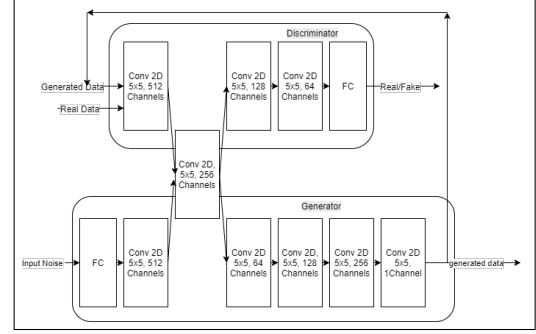 Discriminator
Generated Data
Real Data
Conv 2D
5x5, 512
Channels
Conv 2D
5x5, 128
Channels
Conv 2D
5x5, 64
Channels
FC
Real/Fake
Conv 2D,
5x5, 256
Channels
Generator
Input Noise
FC
Conv 2D
5x5, 512
Channels
Conv 2D
5x5, 64
Channels
Conv 2D,
5x5, 128
Channels
Conv 2D
5x5, 256
Channels
Conv 2D
5x5,
1Channel
generated data